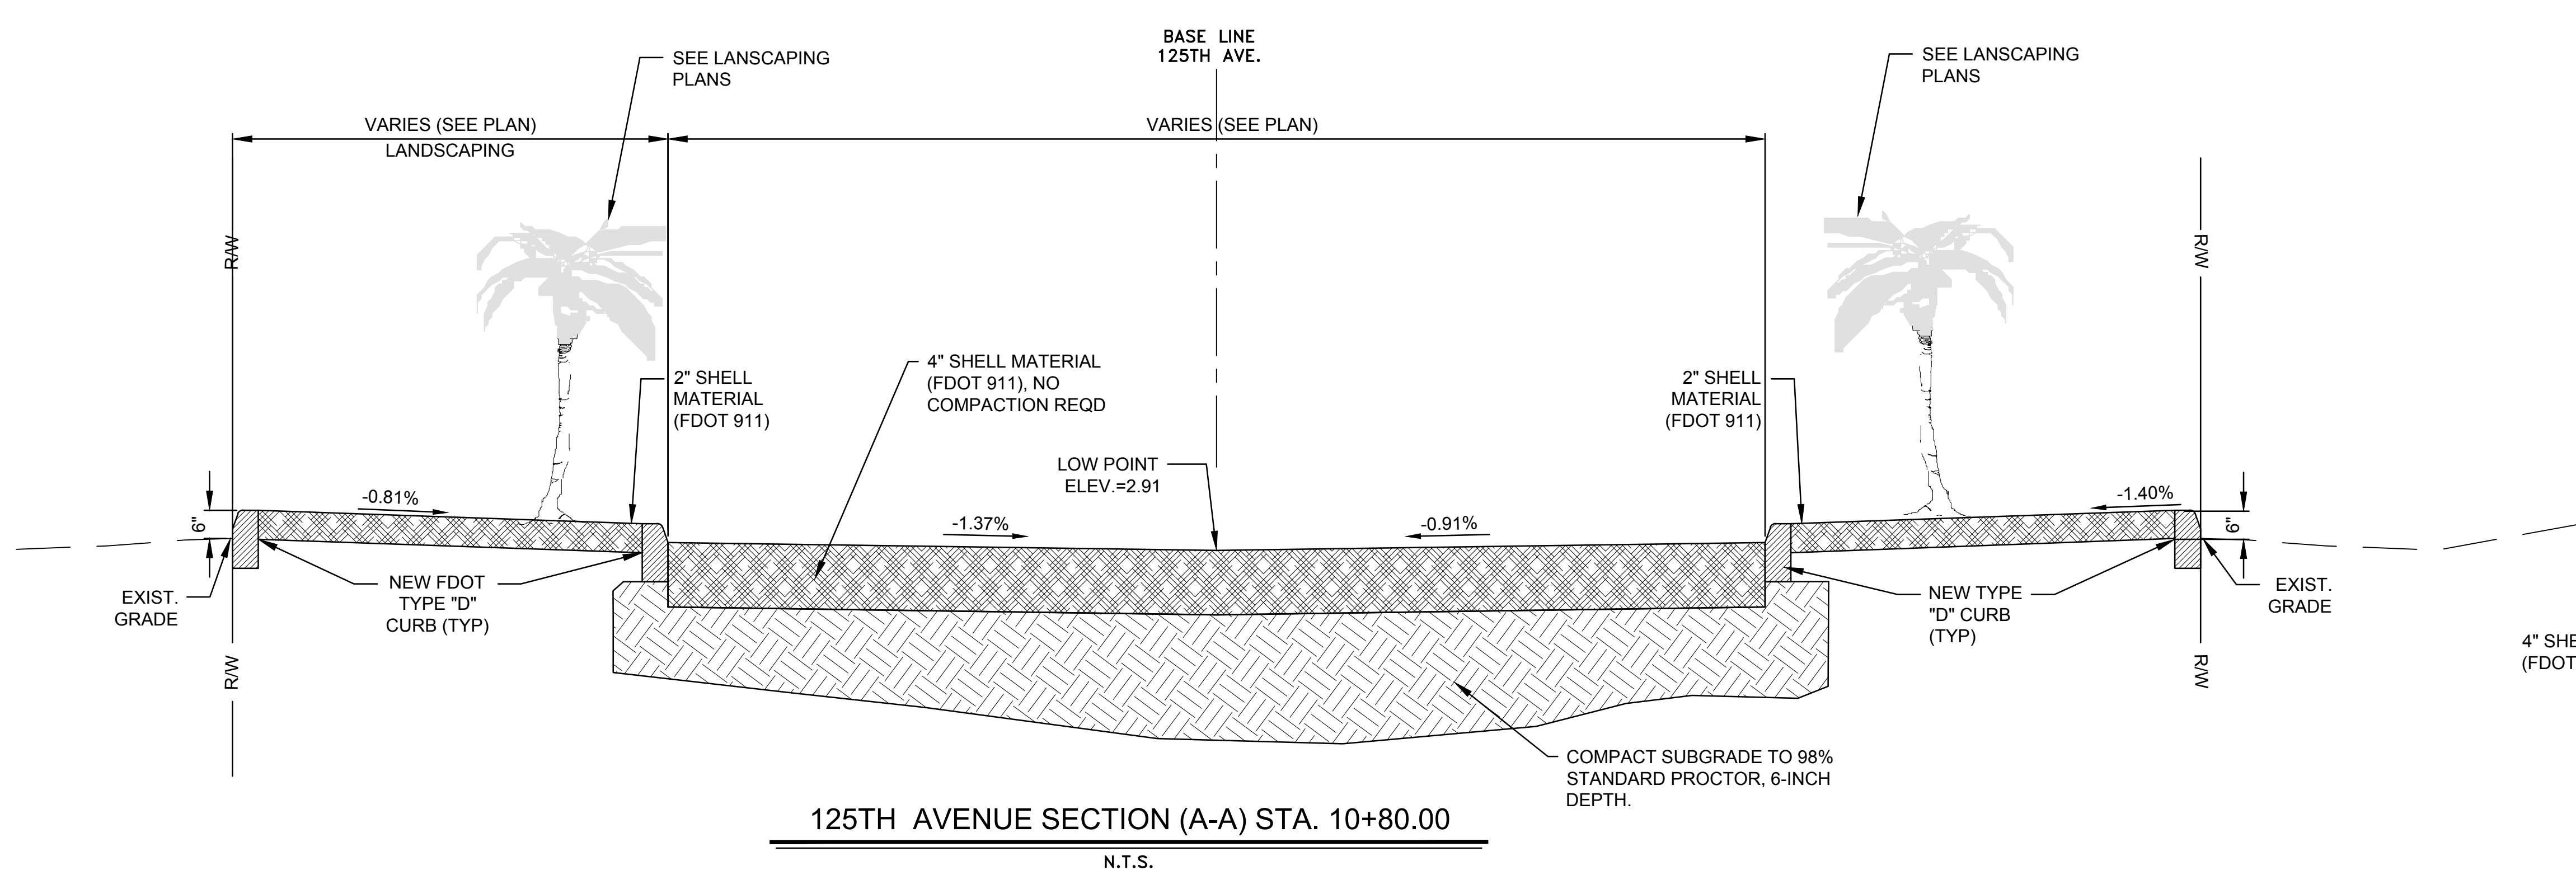 BASE LINE
125TH AVE.
SEE LANSCAPING
PLANS
SEE LANSCAPING
PLANS
VARIES (SEE PLAN)
LANDSCAPING
VARIES (SEE PLAN)
R/W
R/W
4" SHELL MATERIAL
(FDOT 911), NO
COMPACTION REQD
2" SHELL
MATERIAL
(FDOT 911)
2" SHELL
MATERIAL
(FDOT 911)
LOW POINT
ELEV.=2.91
-0.81%
-1.37%
-0.91%
-1.40%
6"
6"
EXIST.
GRADE
NEW FDOT
TYPE "D"
CURB (TYP)
NEW TYPE
"D" CURB
(TYP)
EXIST.
GRADE
R/W
R/W
4" SHE
(FDOT
COMPACT SUBGRADE TO 98%
STANDARD PROCTOR, 6-INCH
DEPTH.
125TH AVENUE SECTION (A-A) STA. 10+80.00
N.T.S.